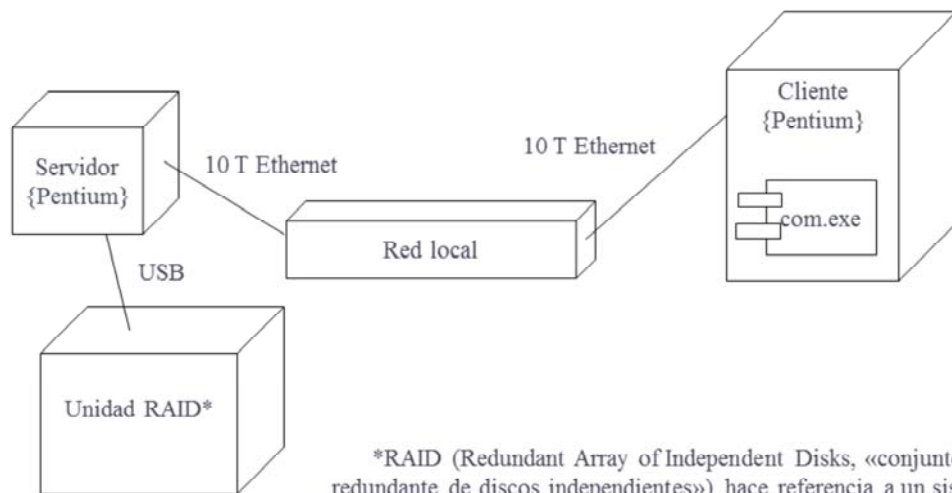 Cliente
{Pentium}
10 T Ethernet
Servidor
{Pentium}
10 T Ethernet
com.exe
Red local
USB
Unidad RAID*
*RAID (Redundant Array of Independent Disks, «conjunto
redundante de discos independientes») hace referencia a un sis